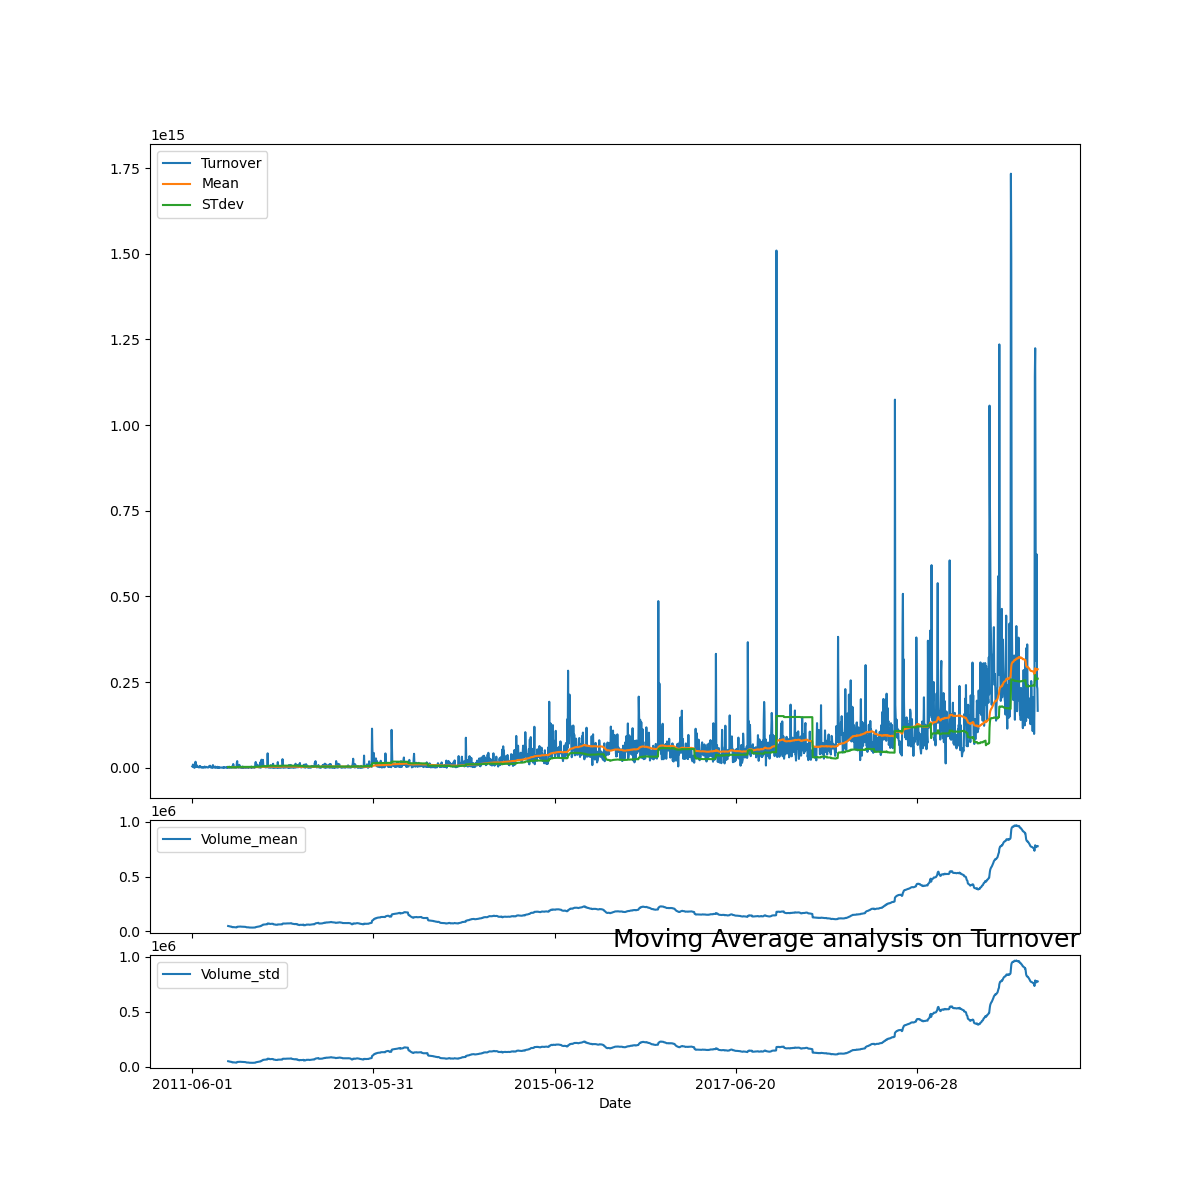 1e15
1.75
1.50
1.25
1.00
0.75
0.50
0.25
0.00
Turnover
Mean
STdev
1e6
1.0
0.5
0.0
Volume_mean
Moving Average analysis on Turnover
1e6
1.0
0.5
0.0
Volume_std
2011-06-01 2013-05-31 2015-06-12 2017-06-20 2019-06-28
Date